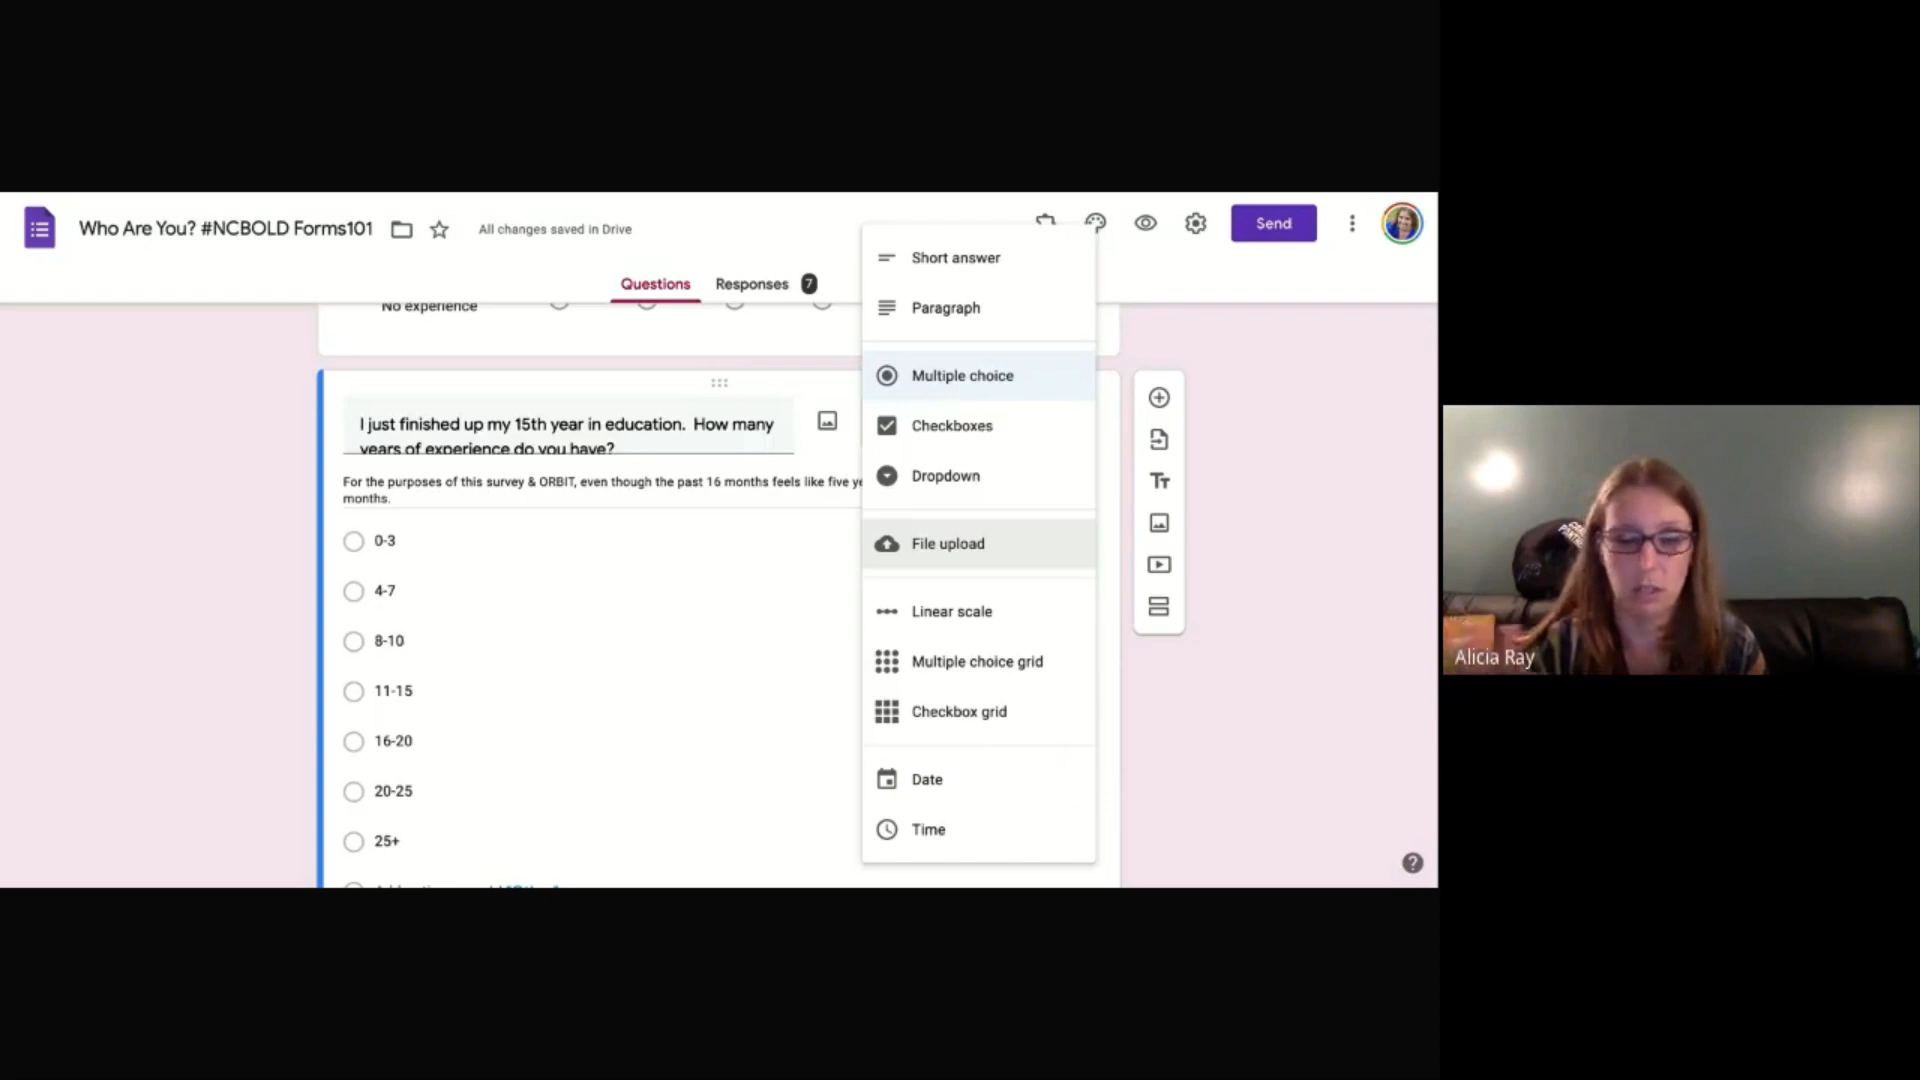 Who Are You? #NCBOLD Forms101
All changes saved in Drive
Send
Questions
Responses 7
No experience
I just finished up my 15th year in education. How many
years of experience do you have?
For the purposes of this survey & ORBIT, even though the past 16 months feels like five
months.
0-3
4-7
8-10
11-15
16-20
20-25
25+
Short answer
Paragraph
Multiple choice
Checkboxes
Dropdown
File upload
Linear scale
Multiple choice grid
Checkbox grid
Date
Time
Tт
?
Alicia Ray